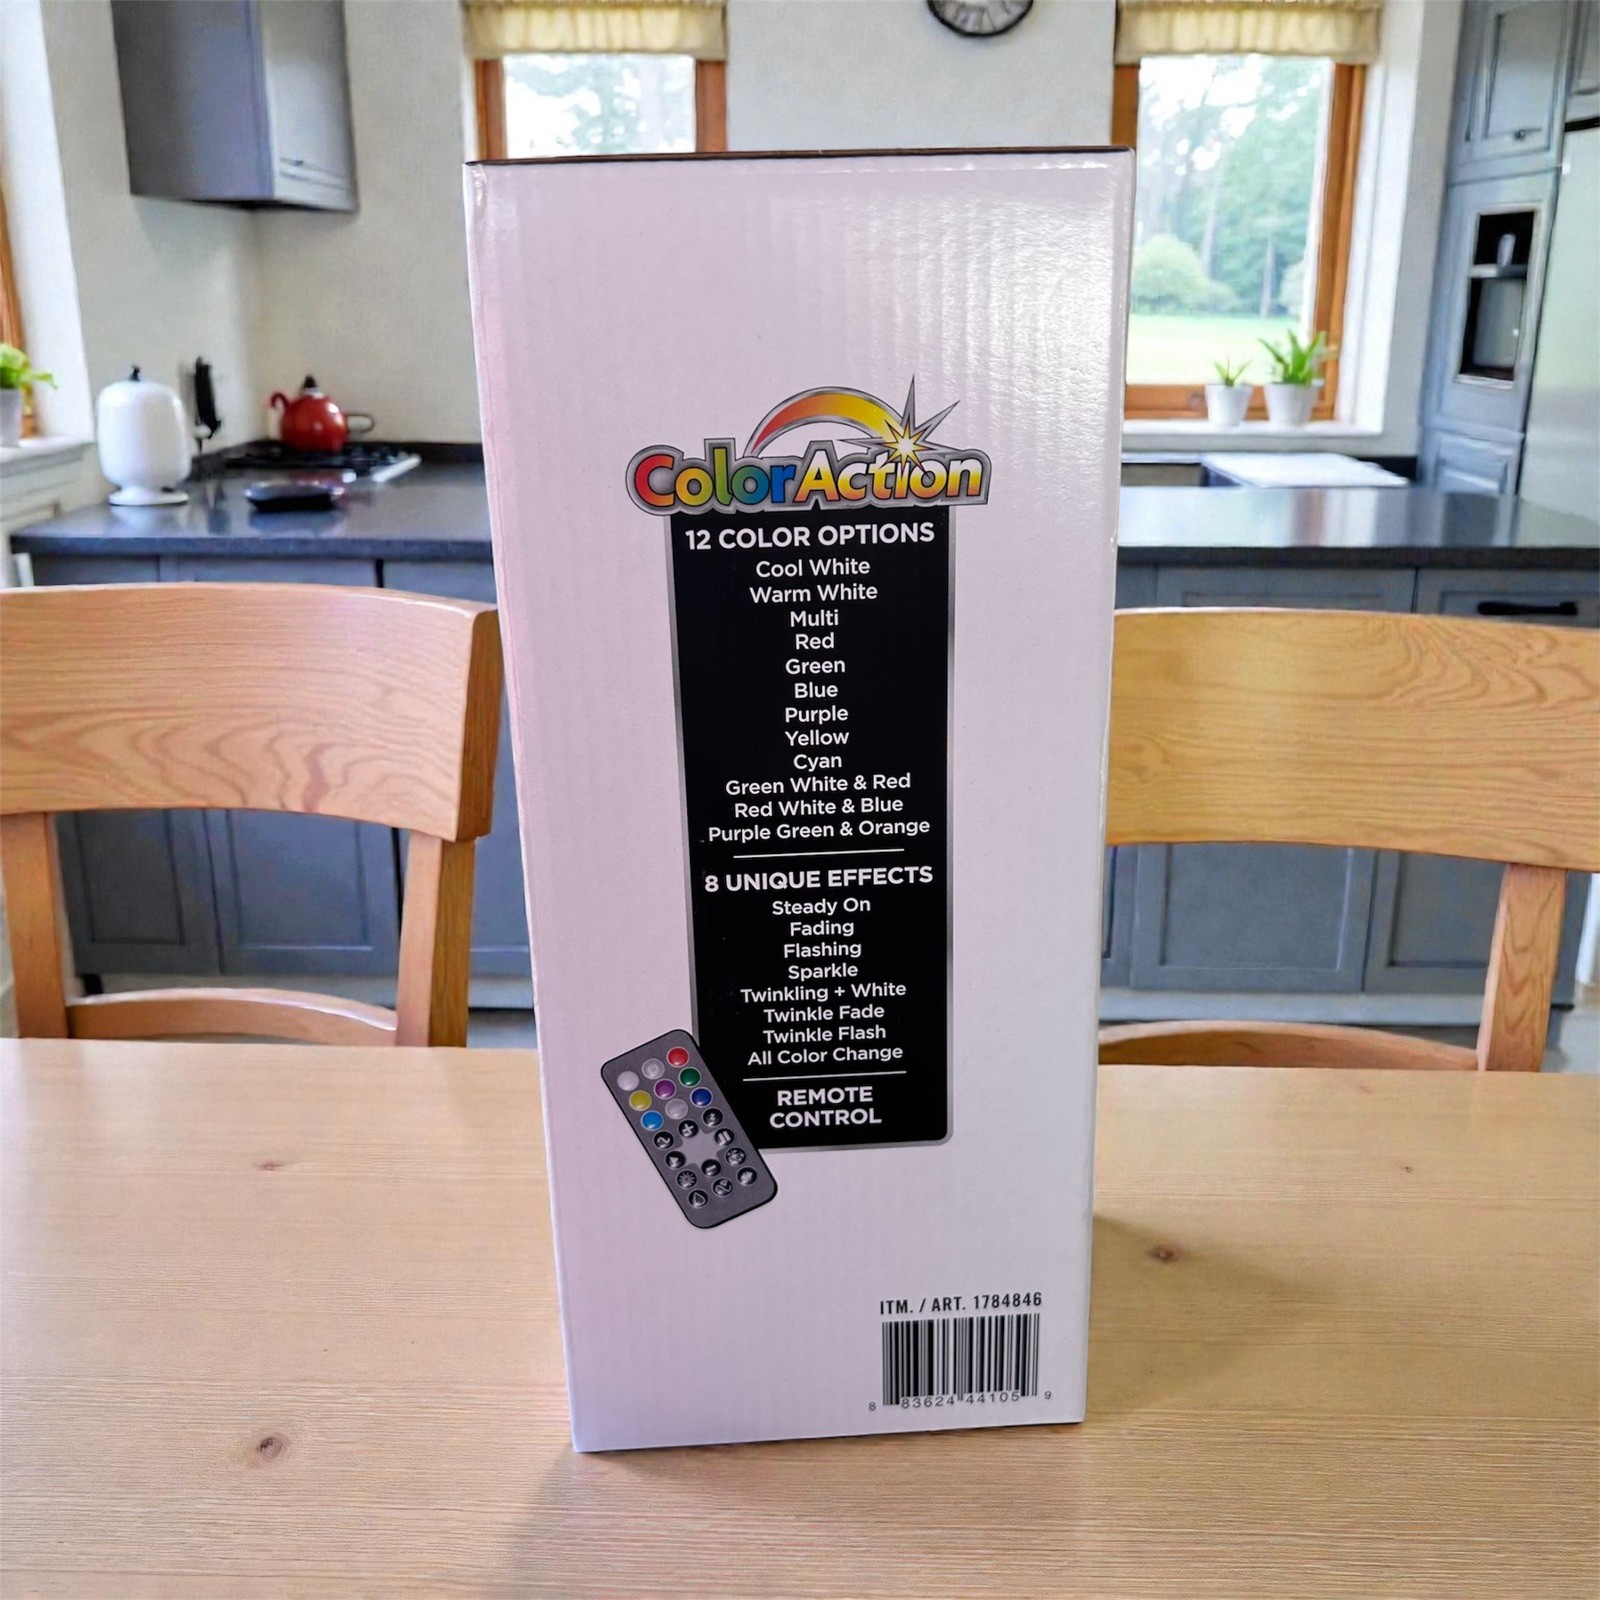 ColorAction
12 COLOR OPTIONS
Cool White
Warm White
Multi
Red
Green
Blue
Purple
Yellow
Cyan
Green White & Red
Red White & Blue
Purple Green & Orange
8 UNIQUE EFFECTS
Steady On
Fading
Flashing
Sparkle
Twinkling + White
Twinkle Fade
Twinkle Flash
All Color Change
REMOTE
CONTROL
ITM. / ART. 1784846
8 83624 44105 9